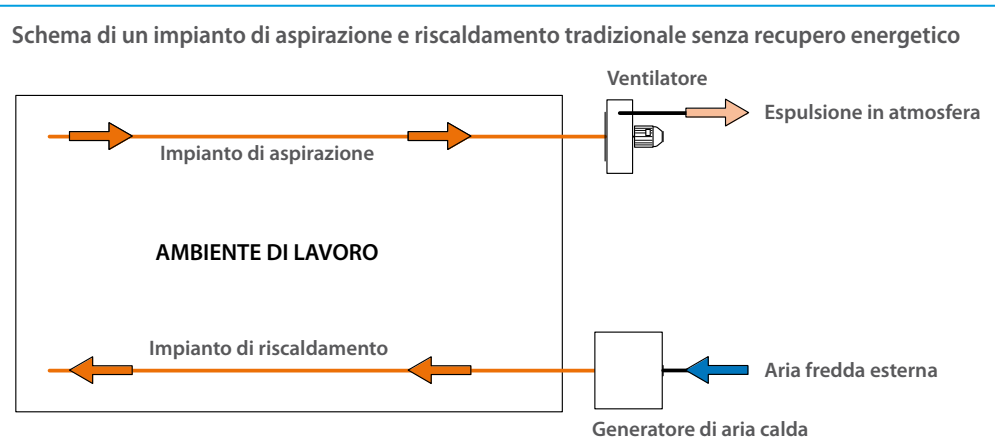 Schema di un impianto di aspirazione e riscaldamento tradizionale senza recupero energetico
Ventilatore
Espulsione in atmosfera
Impianto di aspirazione
AMBIENTE DI LAVORO
Impianto di riscaldamento
Aria fredda esterna
Generatore di aria calda